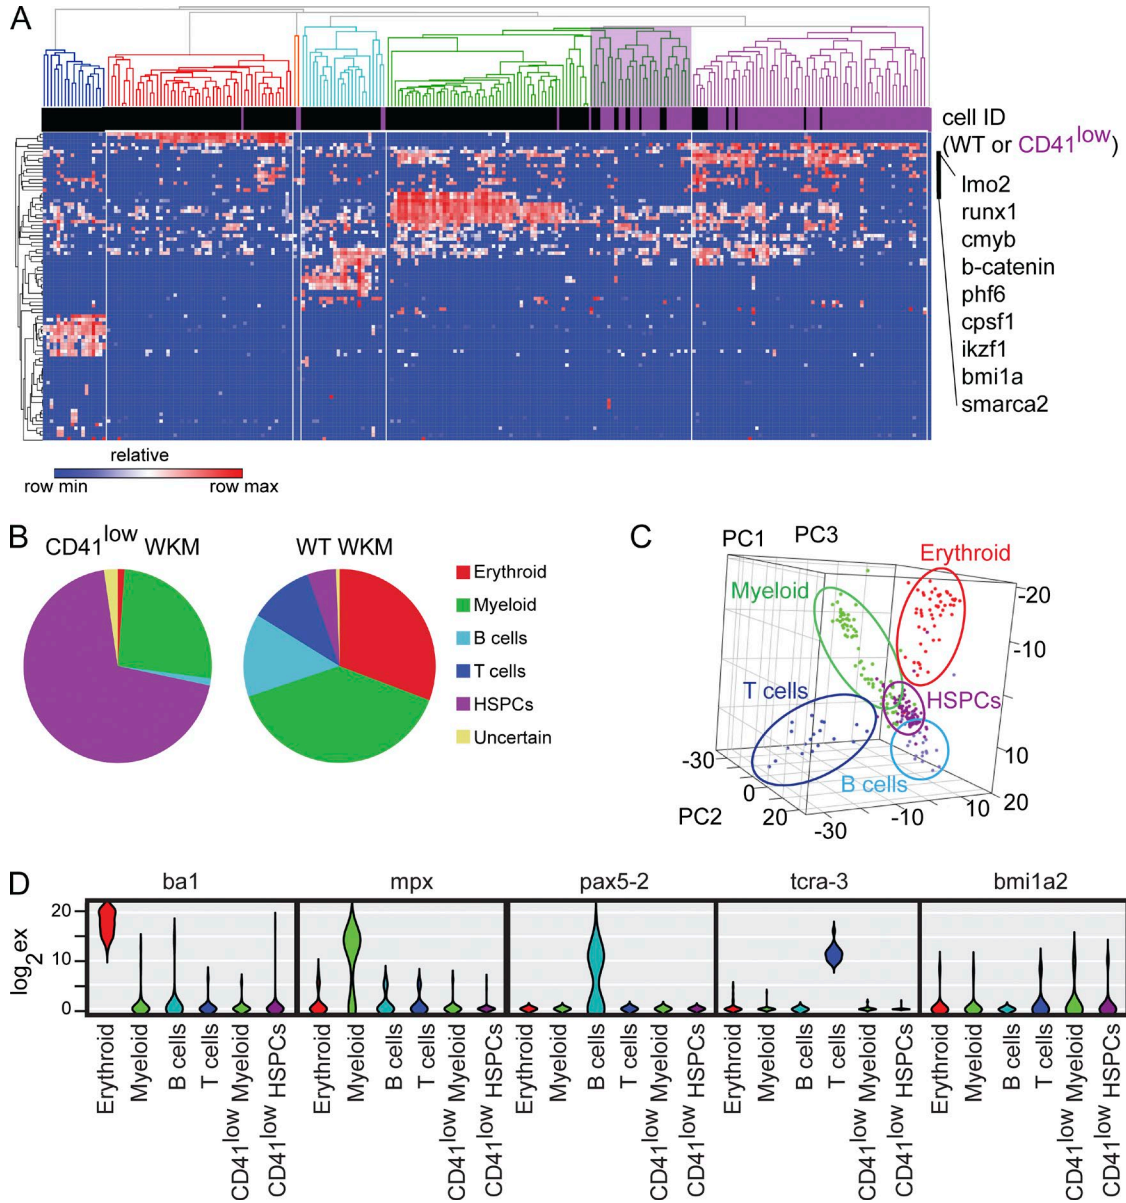 A
cell ID
(WT or CD41low)
lmo2
runx1
cmyb
b-catenin
phf6
cpsf1
ikzf1
bmi1a
smarca2
relative
row min row max
B
CD41low WKM
WT WKM
Erythroid
Myeloid
B cells
T cells
HSPCs
Uncertain
C
PC1 PC3
Erythroid
Myeloid
-20
-10
T cells
HSPCs
10
-30
B cells
0
20
10
PC2
20
-10
-30
D
ba1 mpx pax5-2 tcra-3 bmi1a2
log2ex
20
10
0
Erythroid
Myeloid
B cells
T cells
CD41low Myeloid
CD41low HSPCs
Erythroid
Myeloid
B cells
T cells
CD41low Myeloid
CD41low HSPCs
Erythroid
Myeloid
B cells
T cells
CD41low Myeloid
CD41low HSPCs
Erythroid
Myeloid
B cells
T cells
CD41low Myeloid
CD41low HSPCs
Erythroid
Myeloid
B cells
T cells
CD41low Myeloid
CD41low HSPCs